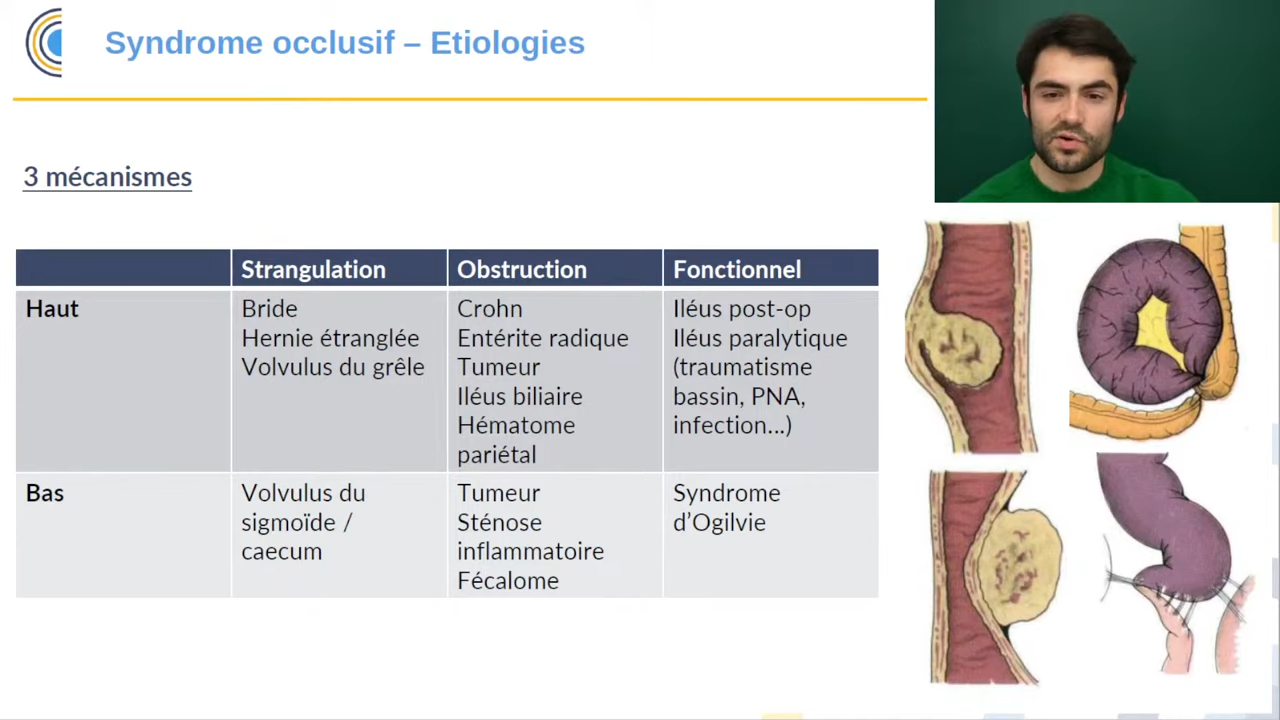 Syndrome occlusif – Etiologies
3 mécanismes
Strangulation
Obstruction
Fonctionnel
Haut
Bride
Hernie étranglée
Volvulus du grêle
Crohn
Entérite radique
Tumeur
Iléus biliaire
Hématome
pariétal
Iléus post-op
Iléus paralytique
(traumatisme
bassin, PNA,
infection...)
Bas
Volvulus du
sigmoïde /
caecum
Tumeur
Sténose
inflammatoire
Fécalome
Syndrome
d’Ogilvie